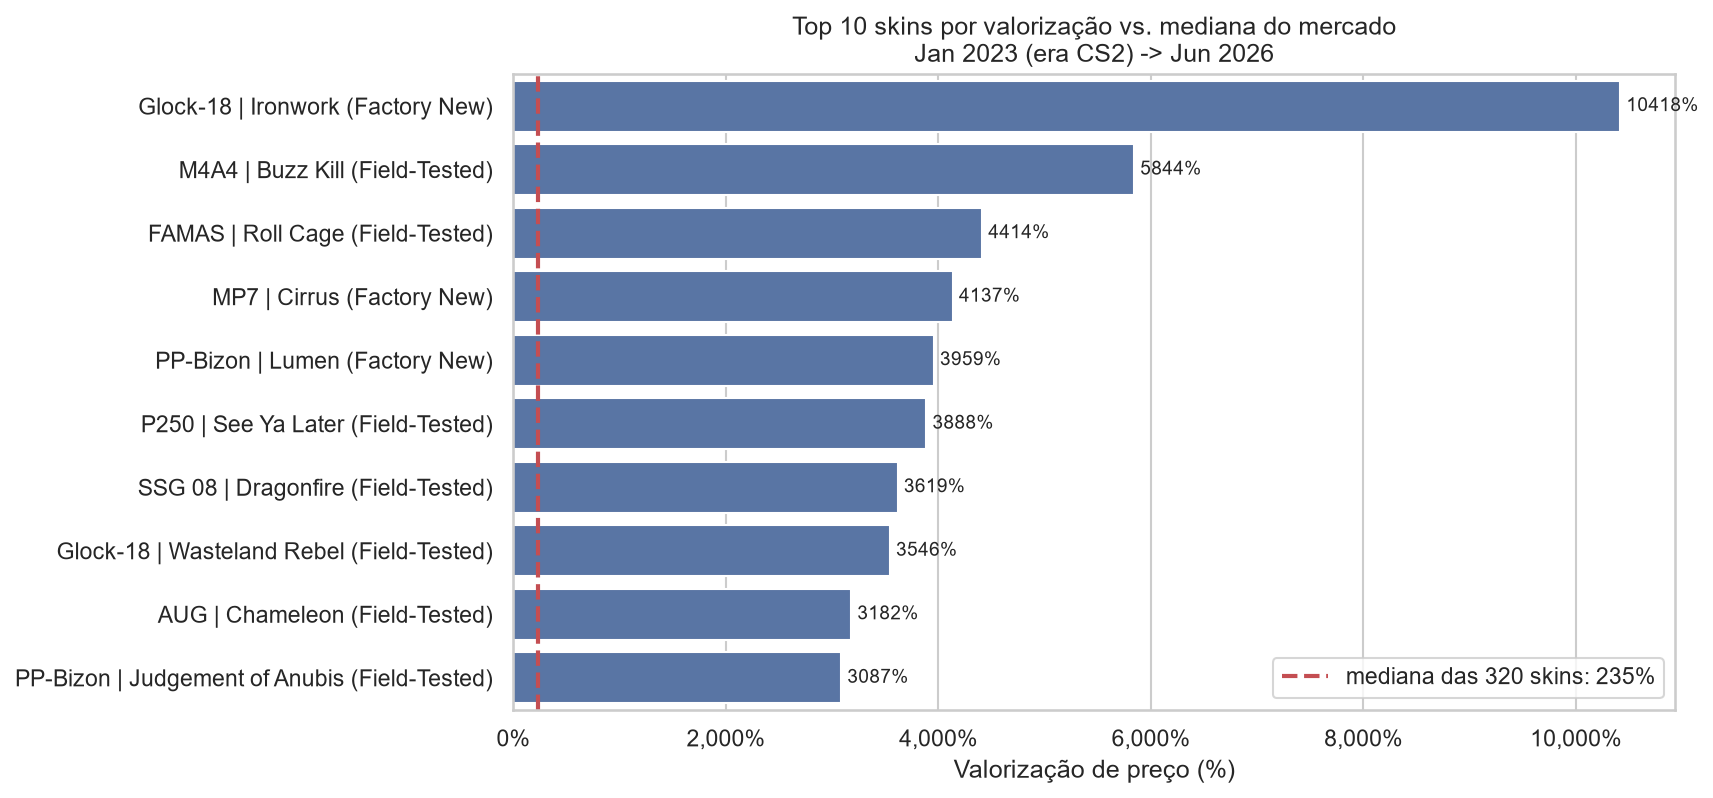 Top 10 skins por valorização vs. mediana do mercado
Jan 2023 (era CS2) -> Jun 2026
Glock-18 | Ironwork (Factory New)
10418%
M4A4 | Buzz Kill (Field-Tested)
5844%
FAMAS | Roll Cage (Field-Tested)
4414%
MP7 | Cirrus (Factory New)
4137%
PP-Bizon | Lumen (Factory New)
3959%
P250 | See Ya Later (Field-Tested)
3888%
SSG 08 | Dragonfire (Field-Tested)
3619%
Glock-18 | Wasteland Rebel (Field-Tested)
3546%
AUG | Chameleon (Field-Tested)
3182%
PP-Bizon | Judgement of Anubis (Field-Tested)
3087%
mediana das 320 skins: 235%
0%
2,000%
4,000%
6,000%
8,000%
10,000%
Valorização de preço (%)